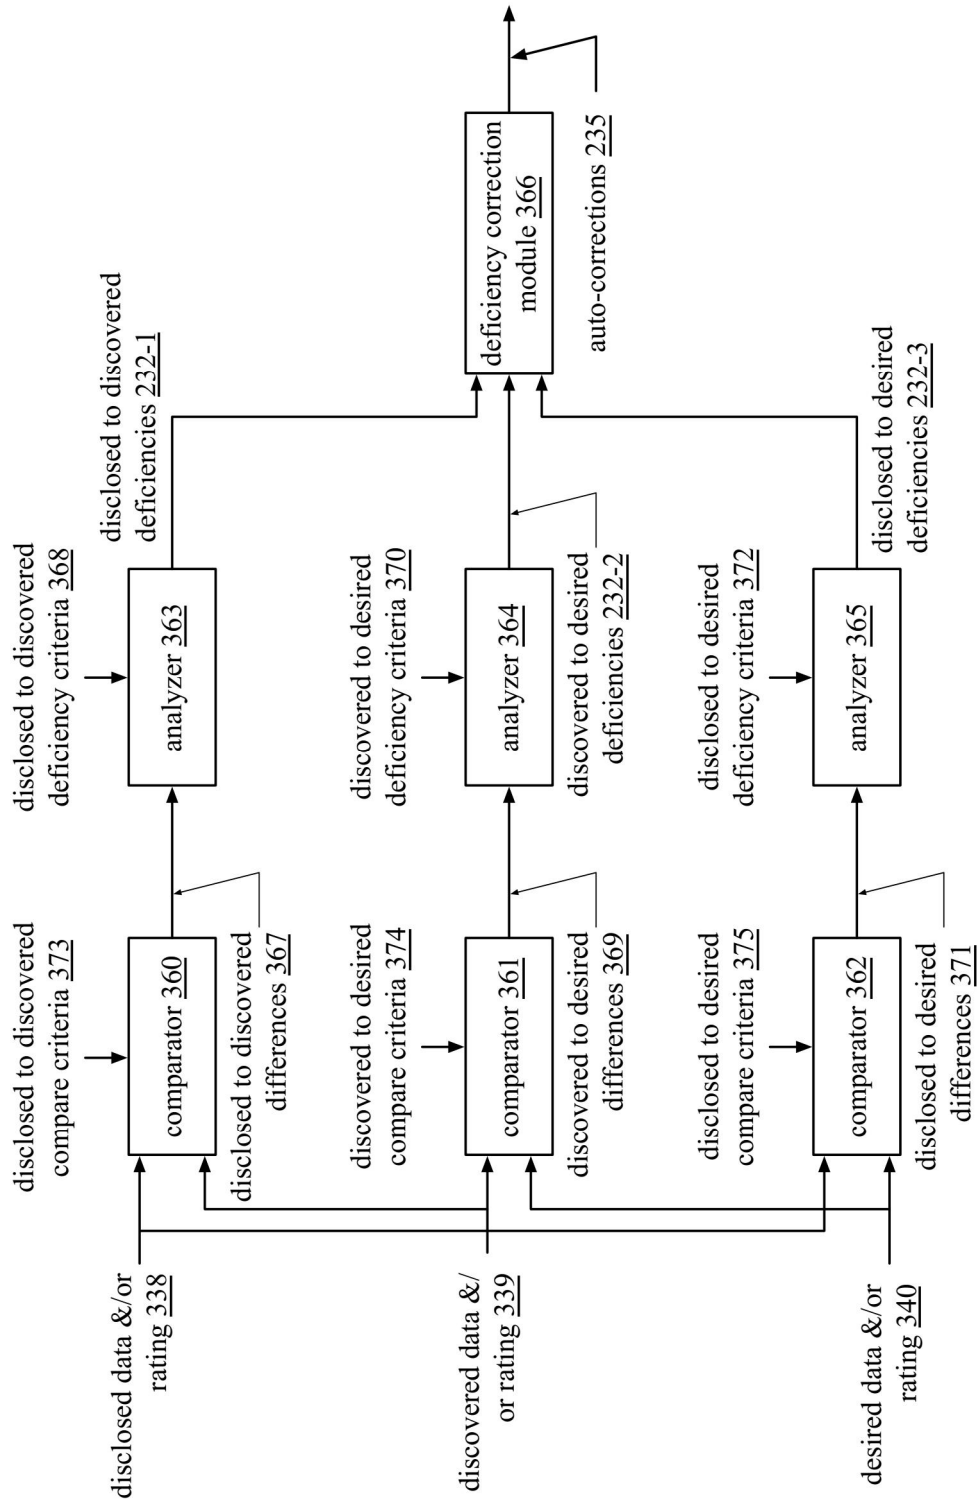 disclosed to discovered
compare criteria 373
disclosed to discovered
deficiency criteria 368
disclosed to discovered
deficiencies 232-1
disclosed data &/or
rating 338
comparator 360
analyzer 363
disclosed to discovered
differences 367
discovered to desired
compare criteria 374
discovered to desired
deficiency criteria 370
discovered data &/
or rating 339
comparator 361
analyzer 364
deficiency correction
module 366
discovered to desired
differences 369
discovered to desired
deficiencies 232-2
auto-corrections 235
disclosed to desired
compare criteria 375
disclosed to desired
deficiency criteria 372
desired data &/or
rating 340
comparator 362
analyzer 365
disclosed to desired
differences 371
disclosed to desired
deficiencies 232-3